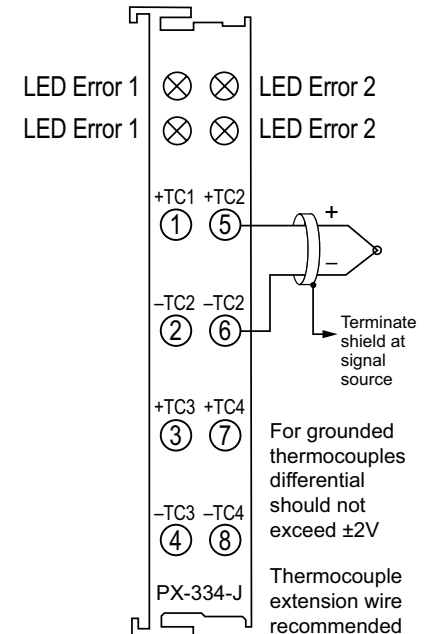 LED Error 1 LED Error 2
LED Error 1 LED Error 2
+TC1 +TC2
1 5
+
–
–TC2 –TC2
2 6
Terminate
shield at
signal
source
+TC3 +TC4
3 7
For grounded
thermocouples
differential
should not
exceed ±2V
–TC3 –TC4
4 8
Thermocouple
extension wire
recommended
PX-334-J